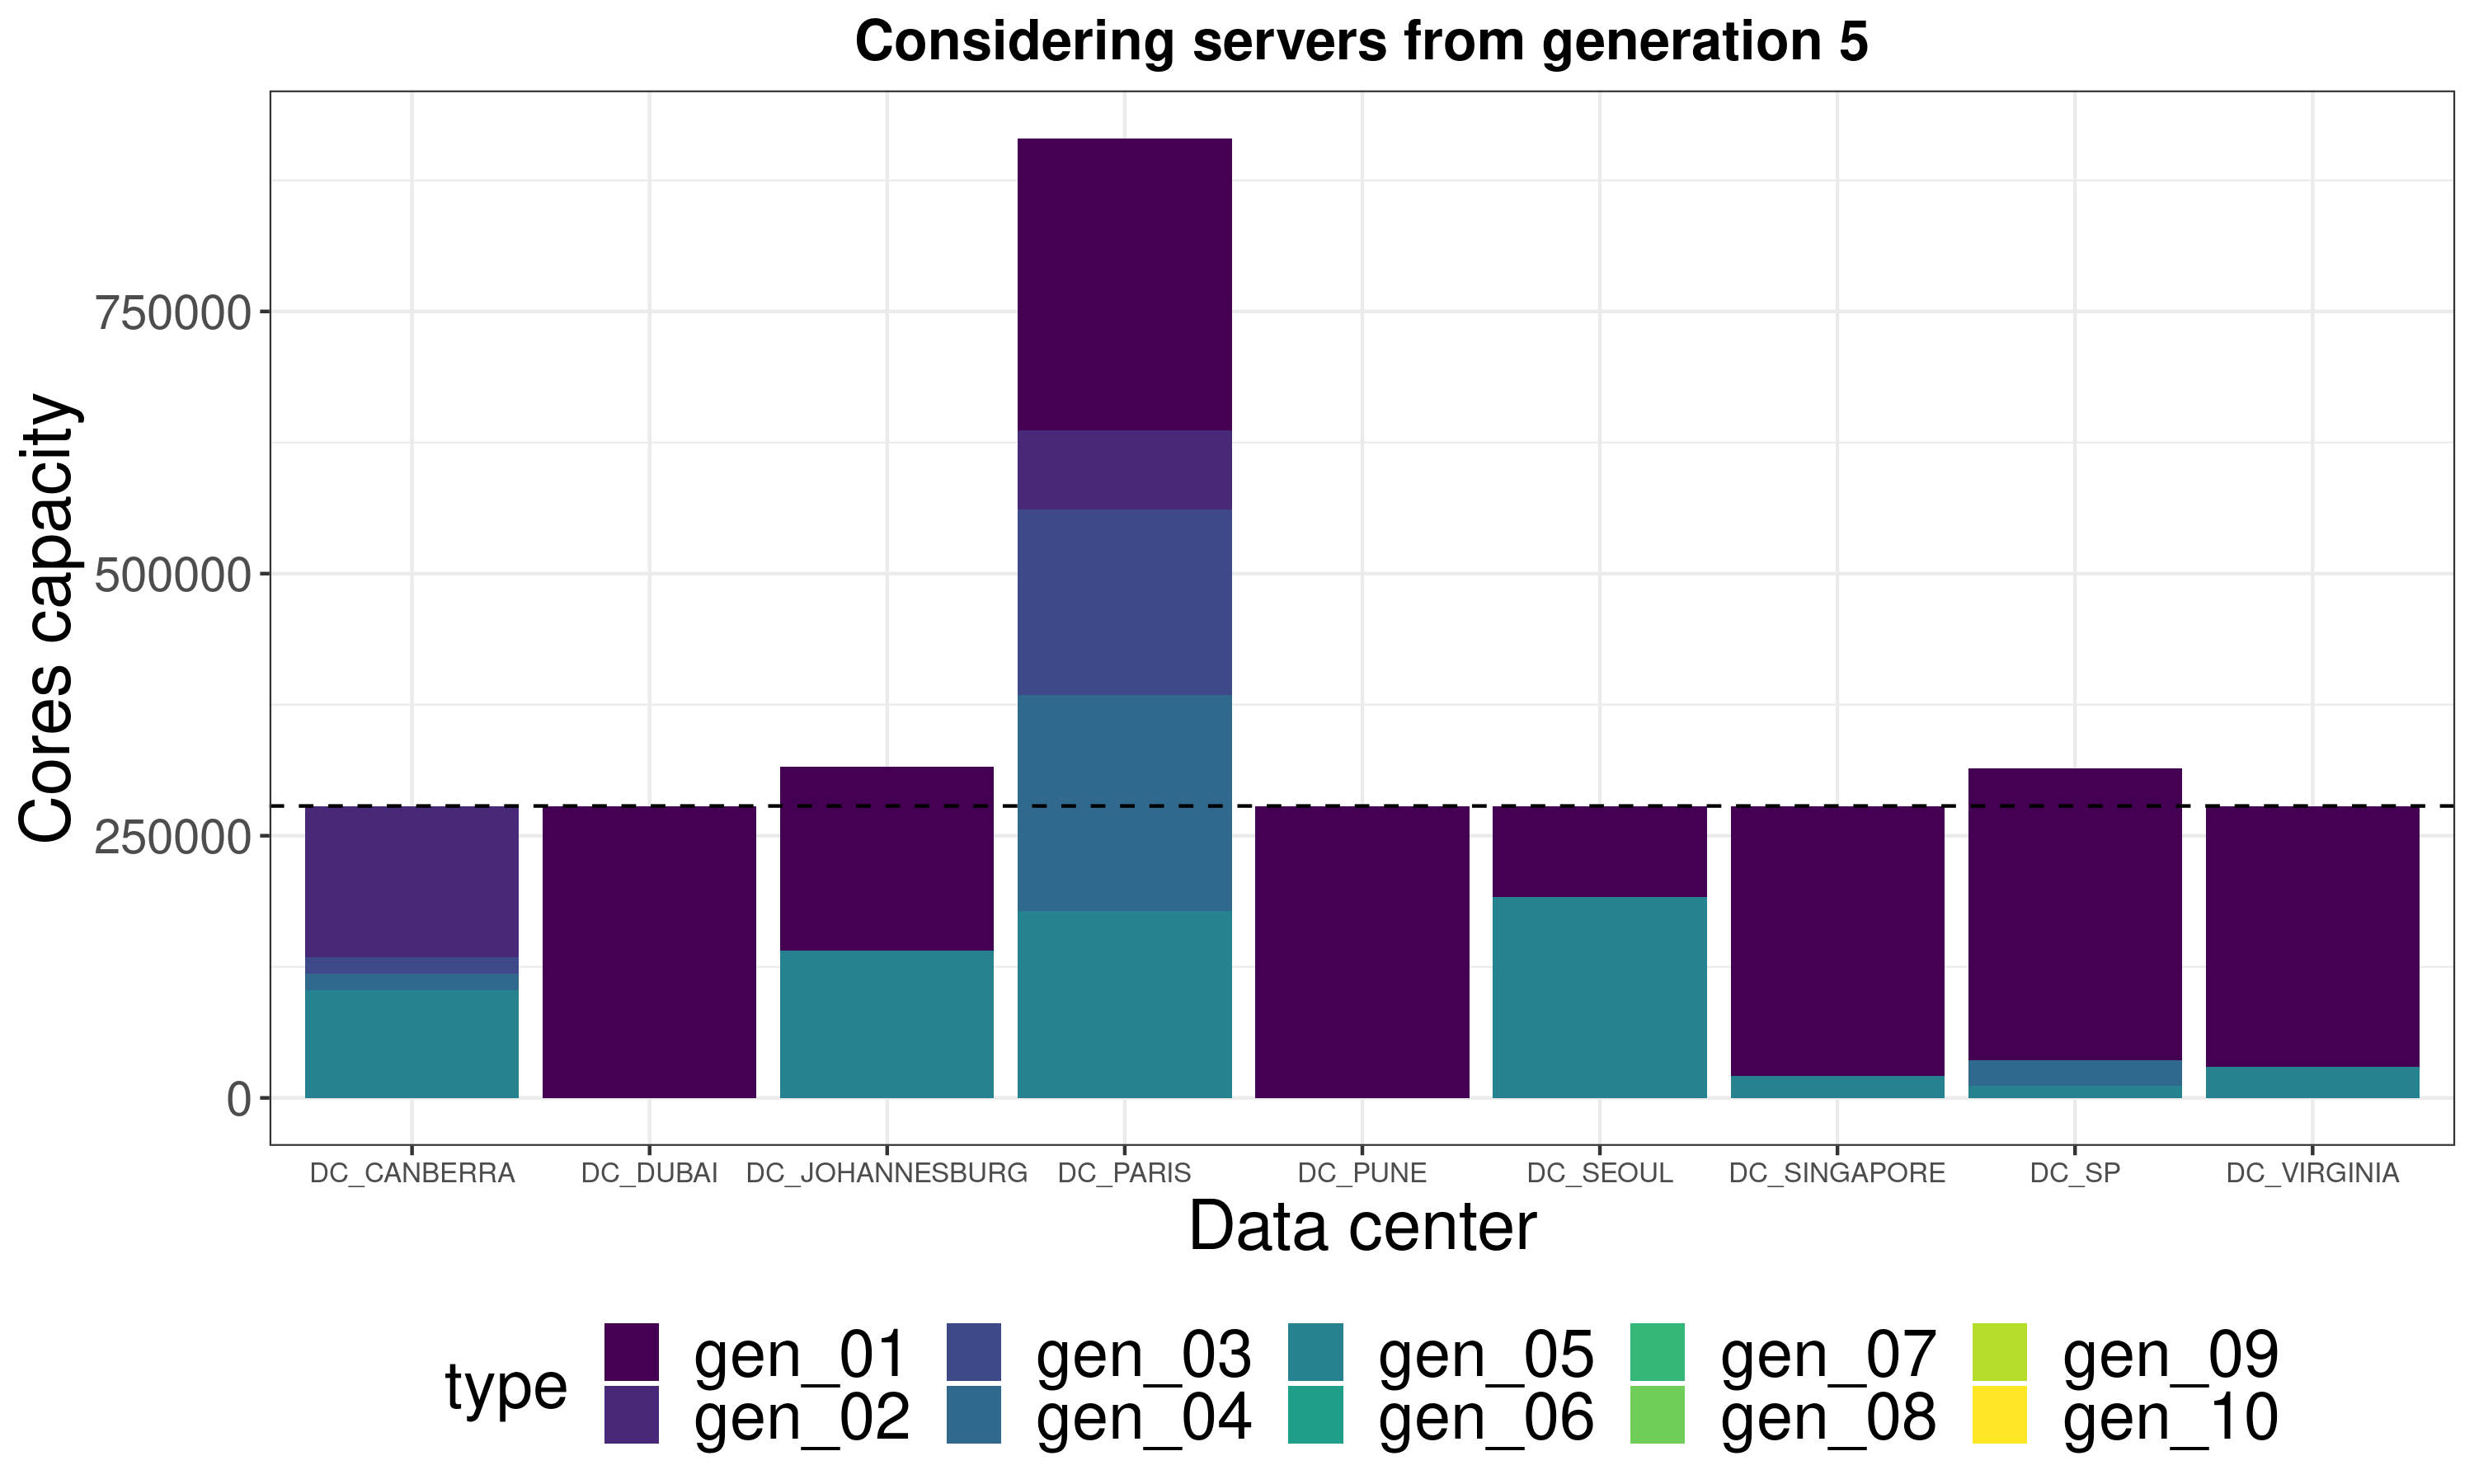 Considering servers from generation 5
Cores capacity
750000
500000
250000
0
DC_CANBERRA DC_DUBAI DC_JOHANNESBURG DC_PARIS DC_PUNE DC_SEOUL DC_SINGAPORE DC_SP DC_VIRGINIA
Data center
type
gen_01 gen_03 gen_05 gen_07 gen_09
gen_02 gen_04 gen_06 gen_08 gen_10